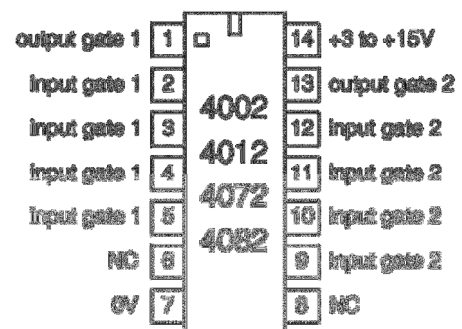 output gate 1 1 14 +3 to +15V
input gate 1 2 13 output gate 2
input gate 1 3 12 input gate 2
input gate 1 4 11 input gate 2
input gate 1 5 10 input gate 2
NC 6 9 input gate 2
0V 7 8 NC
4002
4012
4072
4082